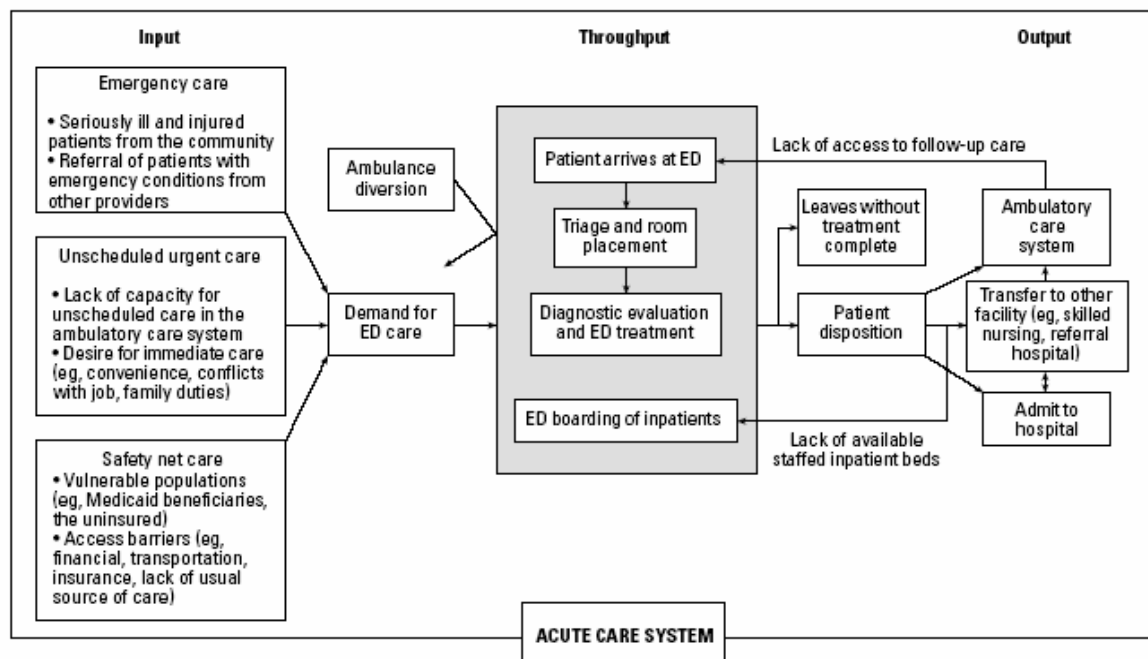 Input
Throughput
Output
Emergency care
• Seriously ill and injured
patients from the community
• Referral of patients with
emergency conditions from
other providers
Unscheduled urgent care
• Lack of capacity for
unscheduled care in the
ambulatory care system
• Desire for immediate care
(eg, convenience, conflicts
with job, family duties)
Safety net care
• Vulnerable populations
(eg, Medicaid beneficiaries,
the uninsured)
• Access barriers (eg,
financial, transportation,
insurance, lack of usual
source of care)
Ambulance
diversion
Demand for
ED care
Patient arrives at ED
Triage and room
placement
Diagnostic evaluation
and ED treatment
ED boarding of inpatients
Lack of access to follow-up care
Leaves without
treatment
complete
Patient
disposition
Lack of available
staffed inpatient beds
Ambulatory
care
system
Transfer to other
facility (eg, skilled
nursing, referral
hospital)
Admit to
hospital
ACUTE CARE SYSTEM